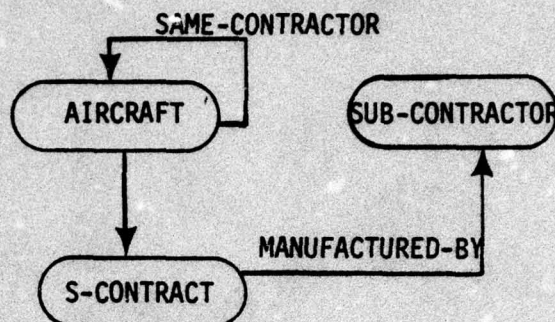 SAME-CONTRACTOR
AIRCRAFT
SUB-CONTRACTOR
MANUFACTURED-BY
S-CONTRACT